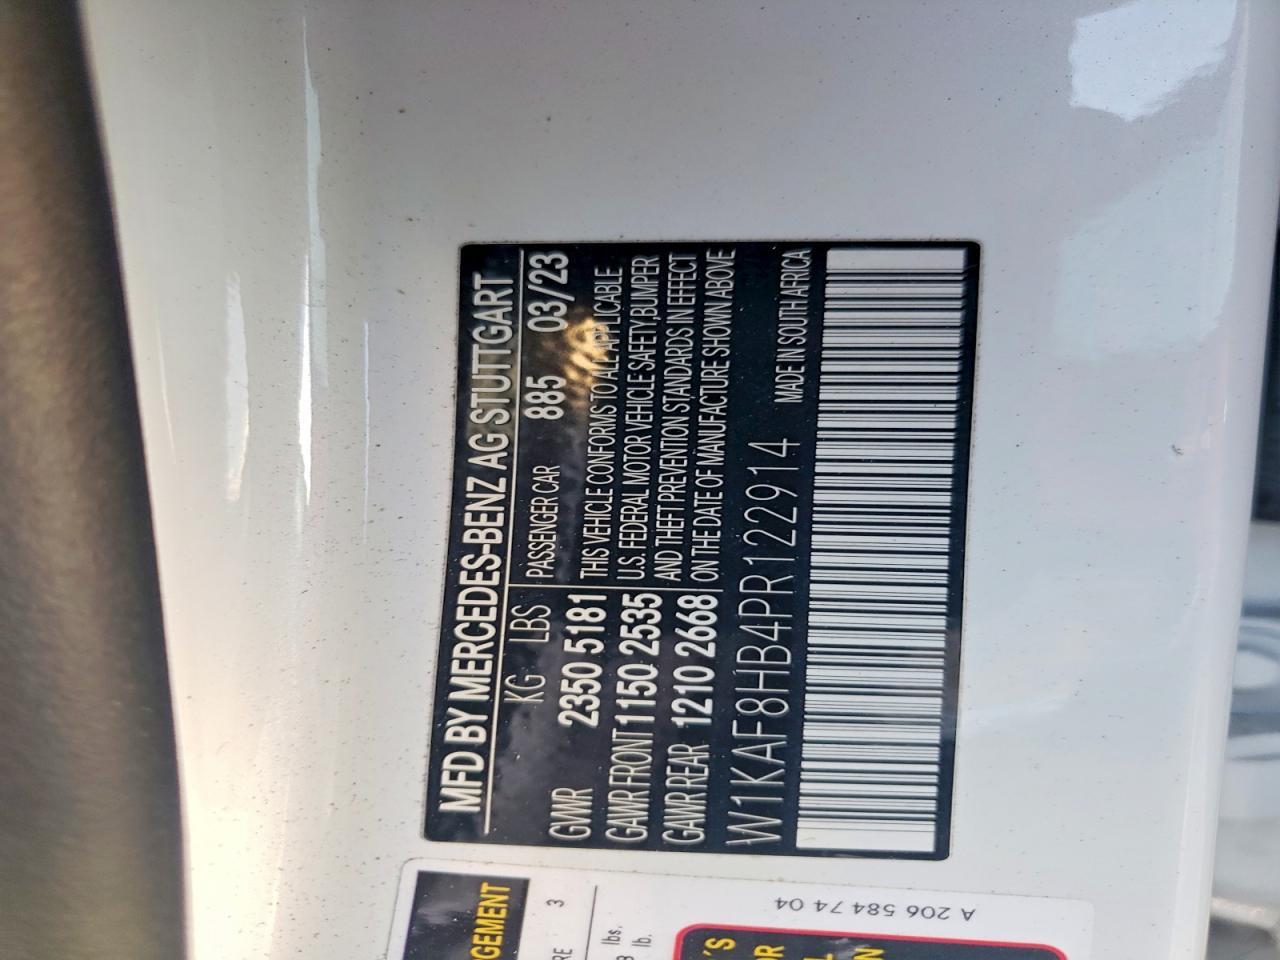 MFD BY MERCEDES-BENZ AG STUTTGART
KG LBS PASSENGER CAR 885 03/23
GVWR 2350 5181 THIS VEHICLE CONFORMS TO ALL APPLICABLE
GAWR FRONT 1150 2535 U.S. FEDERAL MOTOR VEHICLE SAFETY,BUMPER
AND THEFT PREVENTION STANDARDS IN EFFECT
GAWR REAR 1210 2668 ON THE DATE OF MANUFACTURE SHOWN ABOVE
W1KAF8HB4PR122914 MADE IN SOUTH AFRICA
GEMENT
RE 3
lbs.
lb.
'S
OR
L
N
A 206 584 74 04